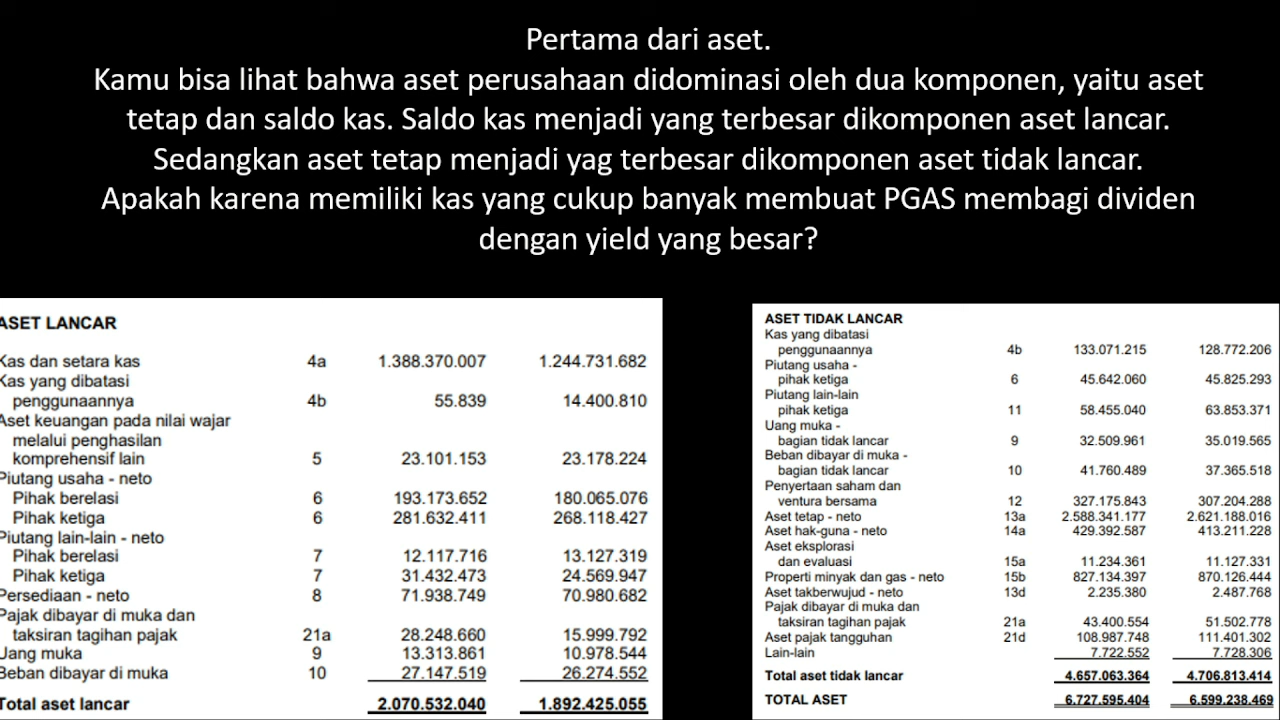 Pertama dari aset.
Kamu bisa lihat bahwa aset perusahaan didominasi oleh dua komponen, yaitu aset
tetap dan saldo kas. Saldo kas menjadi yang terbesar dikomponen aset lancar.
Sedangkan aset tetap menjadi yag terbesar dikomponen aset tidak lancar.
Apakah karena memiliki kas yang cukup banyak membuat PGAS membagi dividen
dengan yield yang besar?
ASET LANCAR
Kas dan setara kas 4a 1.388.370.007 1.244.731.682
Kas yang dibatasi
penggunaannya 4b 55.839 14.400.810
Aset keuangan pada nilai wajar
melalui penghasilan
komprehensif lain 5 23.101.153 23.178.224
Piutang usaha - neto
Pihak berelasi 6 193.173.652 180.065.076
Pihak ketiga 6 281.632.411 268.118.427
Piutang lain-lain - neto
Pihak berelasi 7 12.117.716 13.127.319
Pihak ketiga 7 31.432.473 24.569.947
Persediaan - neto 8 71.938.749 70.980.682
Pajak dibayar di muka dan
taksiran tagihan pajak 21a 28.248.660 15.999.792
Uang muka 9 13.313.861 10.978.544
Beban dibayar di muka 10 27.147.519 26.274.552
Total aset lancar 2.070.532.040 1.892.425.055
ASET TIDAK LANCAR
Kas yang dibatasi
penggunaannya 4b 133.071.215 128.772.206
Piutang usaha -
pihak ketiga 6 45.642.060 45.825.293
Piutang lain-lain
pihak ketiga 11 58.455.040 63.853.371
Uang muka -
bagian tidak lancar 9 32.509.961 35.019.565
Beban dibayar di muka -
bagian tidak lancar 10 41.760.489 37.365.518
Penyertaan saham dan
ventura bersama 12 327.175.843 307.204.288
Aset tetap - neto 13a 2.588.341.177 2.621.188.016
Aset hak-guna - neto 14a 429.392.587 413.211.228
Aset eksplorasi
dan evaluasi 15a 11.234.361 11.127.331
Properti minyak dan gas - neto 15b 827.134.397 870.126.444
Aset takberwujud - neto 13d 2.235.380 2.487.768
Pajak dibayar di muka dan
taksiran tagihan pajak 21a 43.400.554 51.502.778
Aset pajak tangguhan 21d 108.987.748 111.401.302
Lain-lain 7.722.552 7.728.306
Total aset tidak lancar 4.657.063.364 4.706.813.414
TOTAL ASET 6.727.595.404 6.599.238.469